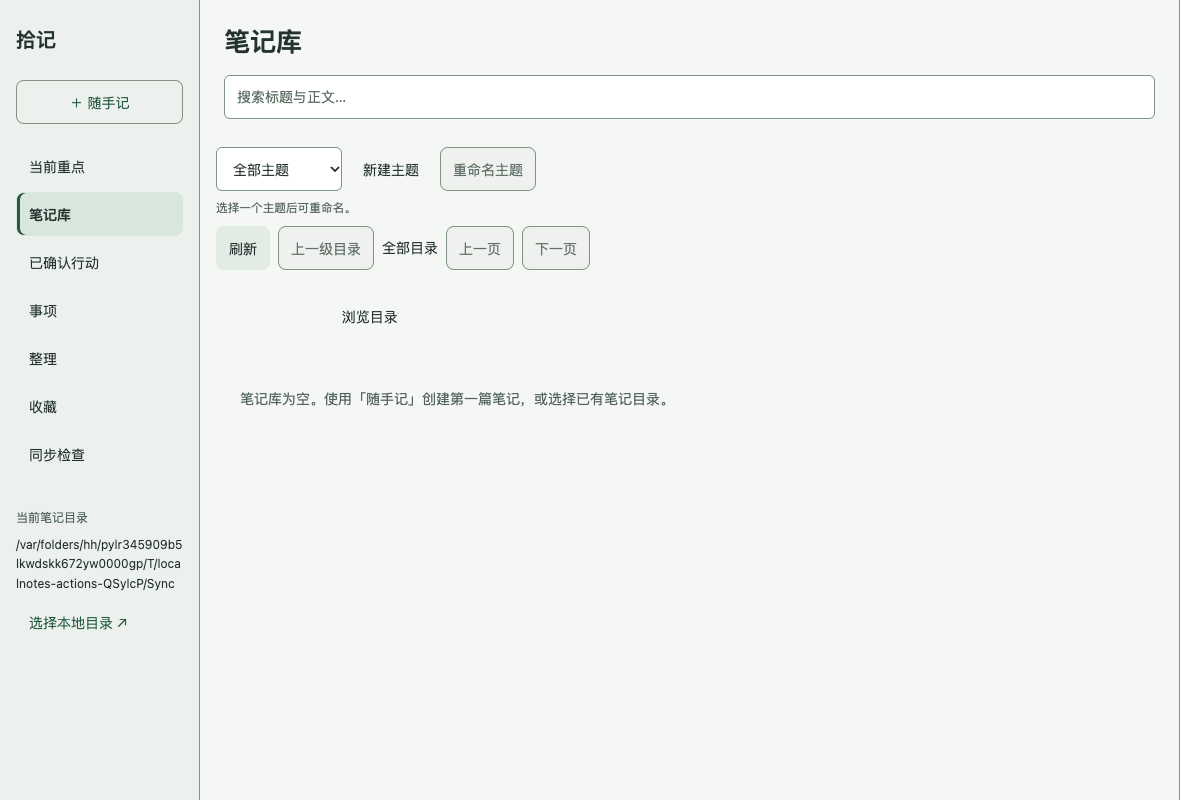 拾记
＋ 随手记
当前重点
笔记库
已确认行动
事项
整理
收藏
同步检查
当前笔记目录
/var/folders/hh/pylr345909b5
lkwdskk672yw0000gp/T/loca
lnotes-actions-QSylcP/Sync
选择本地目录 ↗
笔记库
搜索标题与正文…
全部主题 新建主题 重命名主题
选择一个主题后可重命名。
刷新 上一级目录 全部目录 上一页 下一页
浏览目录
笔记库为空。使用「随手记」创建第一篇笔记，或选择已有笔记目录。